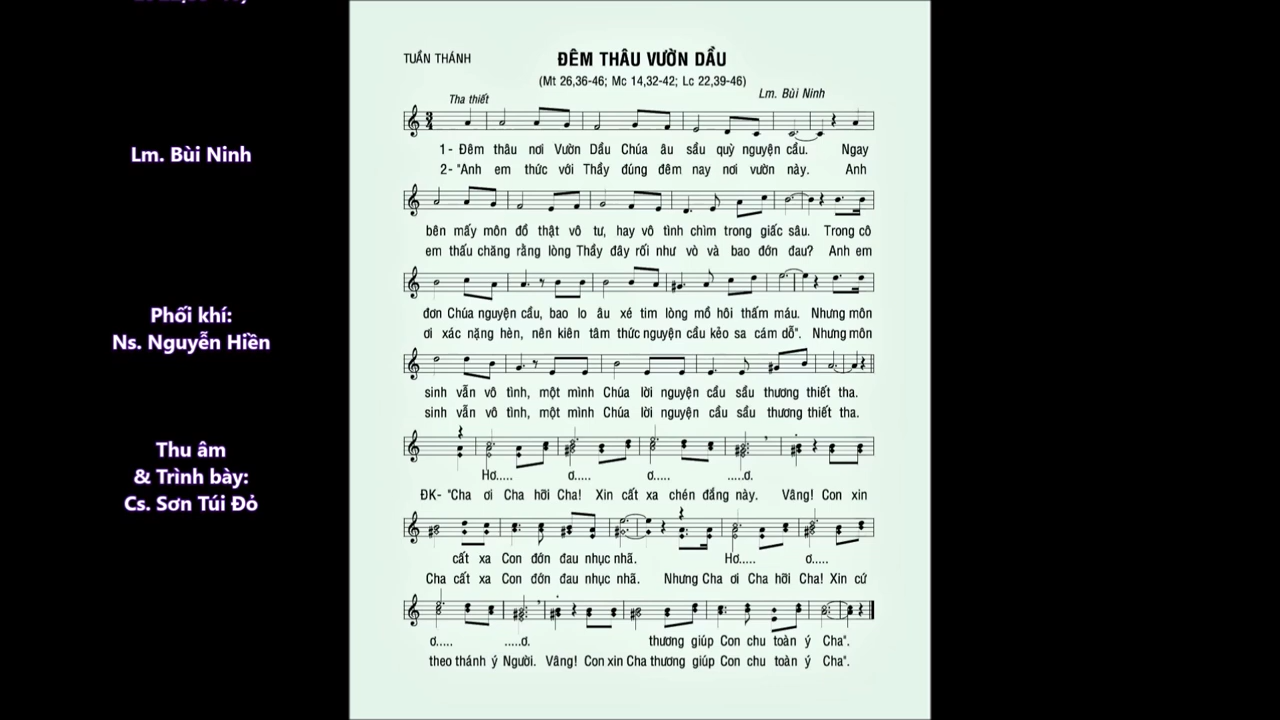 Lm. Bùi Ninh
Phối khí:
Ns. Nguyễn Hiền
Thu âm
& Trình bày:
Cs. Sơn Túi Đỏ
TUẦN THÁNH
ĐÊM THÂU VƯỜN DẦU
(Mt 26,36-46; Mc 14,32-42; Lc 22,39-46)
Lm. Bùi Ninh
Tha thiết
3
4
1- Đêm thâu nơi Vườn Dầu Chúa âu sầu quỳ nguyện cầu. Ngay
2- "Anh em thức với Thầy đúng đêm nay nơi vườn này. Anh
bên mấy môn đồ thật vô tư, hay vô tình chìm trong giấc sâu. Trong cô
em thấu chăng rằng lòng Thầy đây rối như vò và bao đớn đau? Anh em
đơn Chúa nguyện cầu, bao lo âu xé tim lòng mồ hôi thấm máu. Nhưng môn
ơi xác nặng hèn, nên kiên tâm thức nguyện cầu kẻo sa cám dỗ". Nhưng môn
sinh vẫn vô tình, một mình Chúa lời nguyện cầu sầu thương thiết tha.
sinh vẫn vô tình, một mình Chúa lời nguyện cầu sầu thương thiết tha.
Hơ..... ơ..... ơ..... .....ơ.
ĐK- "Cha ơi Cha hỡi Cha! Xin cất xa chén đắng này. Vâng! Con xin
cất xa Con đớn đau nhục nhã. Hơ..... ơ.....
Cha cất xa Con đớn đau nhục nhã. Nhưng Cha ơi Cha hỡi Cha! Xin cứ
ơ..... .....ơ. thương giúp Con chu toàn ý Cha".
theo thánh ý Người. Vâng! Con xin Cha thương giúp Con chu toàn ý Cha".